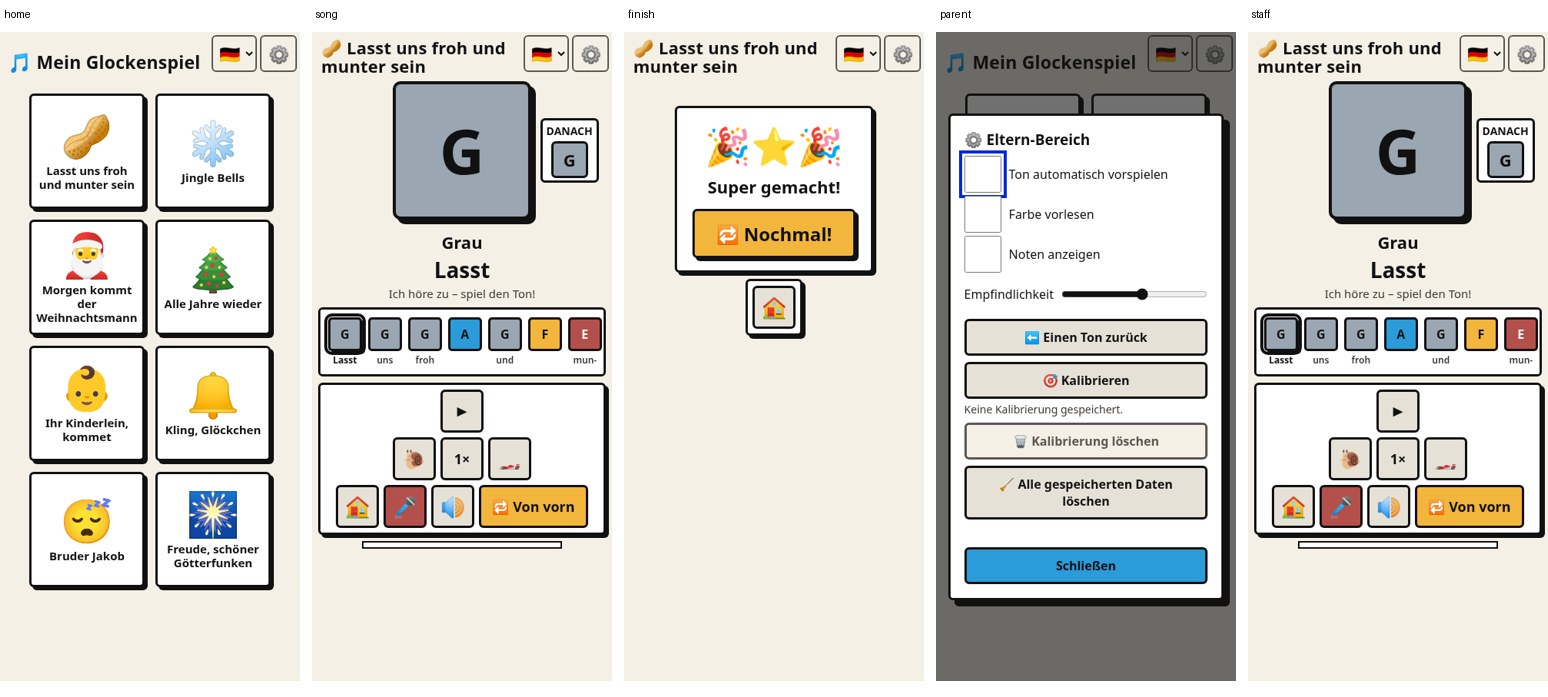 home
🎵 Mein Glockenspiel
Lasst uns froh
und munter sein
Jingle Bells
Morgen kommt
der
Weihnachtsmann
Alle Jahre wieder
Ihr Kinderlein,
kommet
Kling, Glöckchen
Bruder Jakob
Freude, schöner
Götterfunken
song
🥜 Lasst uns froh und
munter sein
G
DANACH
G
Grau
Lasst
Ich höre zu – spiel den Ton!
G G G A G F E
Lasst uns froh und mun-
1×
🔁 Von vorn
finish
🥜 Lasst uns froh und
munter sein
Super gemacht!
🔁 Nochmal!
parent
🎵 Mein Glockenspiel
⚙️ Eltern-Bereich
Ton automatisch vorspielen
Farbe vorlesen
Noten anzeigen
Empfindlichkeit
⬅️ Einen Ton zurück
🎯 Kalibrieren
Keine Kalibrierung gespeichert.
🗑️ Kalibrierung löschen
🧹 Alle gespeicherten Daten
löschen
Schließen
staff
🥜 Lasst uns froh und
munter sein
G
DANACH
G
Grau
Lasst
Ich höre zu – spiel den Ton!
G G G A G F E
Lasst uns froh und mun-
1×
🔁 Von vorn